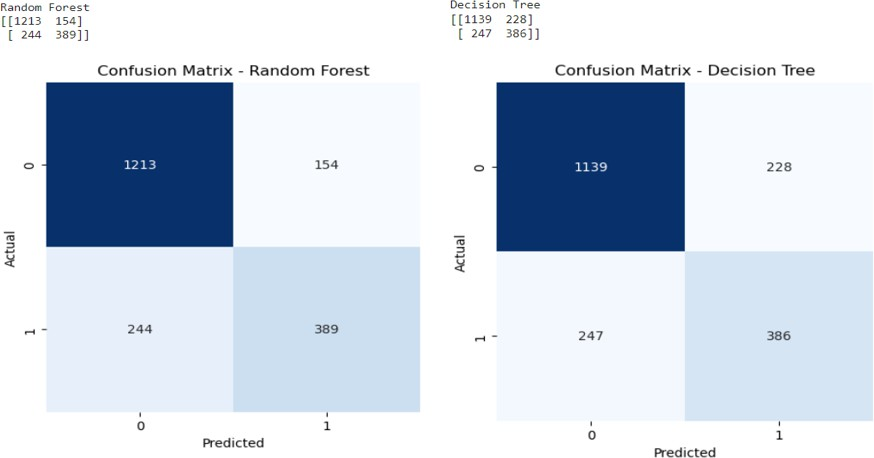 Random Forest
[[1213 154]
[ 244 389]]
Confusion Matrix - Random Forest
Actual
0
1213
154
1
244
389
0
1
Predicted
Decision Tree
[[1139 228]
[ 247 386]]
Confusion Matrix - Decision Tree
Actual
0
1139
228
1
247
386
0
1
Predicted